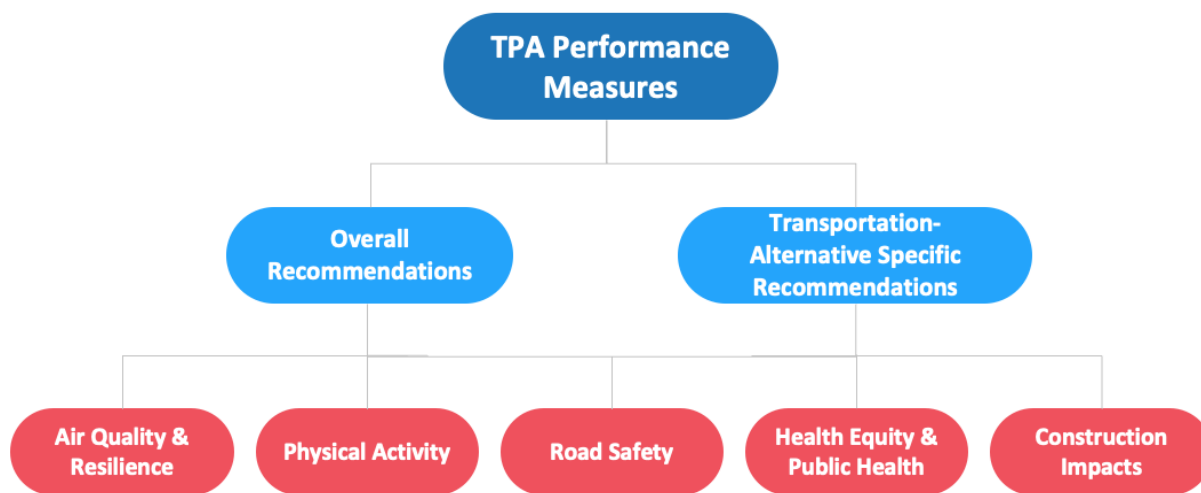 TPA Performance
Measures
Overall
Recommendations
Transportation-
Alternative Specific
Recommendations
Air Quality &
Resilience
Physical Activity
Road Safety
Health Equity &
Public Health
Construction
Impacts